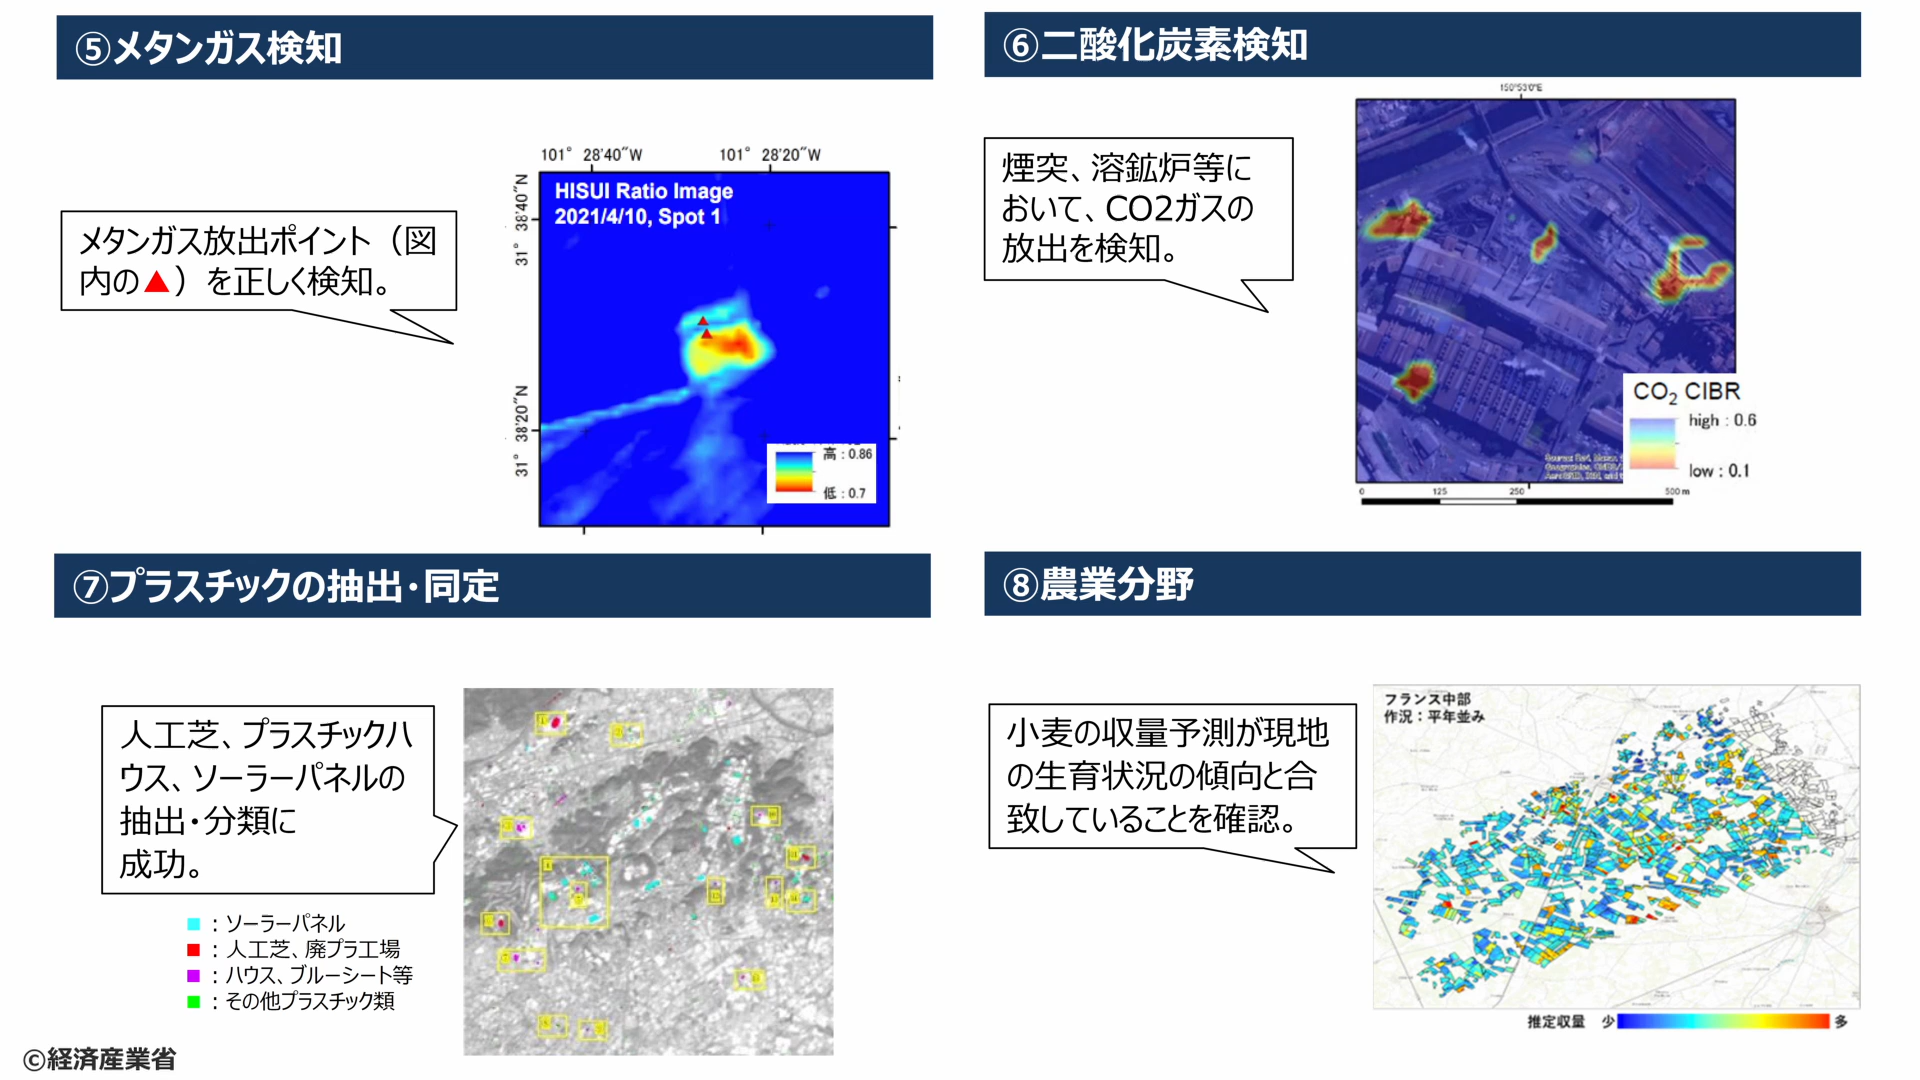 ⑤メタンガス検知
メタンガス放出ポイント（図
内の▲）を正しく検知。
101° 28'40"W
101° 28'20"W
31° 38'40"N
31° 38'20"N
HISUI Ratio Image
2021/4/10, Spot 1
高：0.86
低：0.7
⑥二酸化炭素検知
煙突、溶鉱炉等に
おいて、CO2ガスの
放出を検知。
150°53'0"E
CO₂ CIBR
high : 0.6
low : 0.1
0 125 250 500 m
⑦プラスチックの抽出・同定
人工芝、プラスチックハ
ウス、ソーラーパネルの
抽出・分類に
成功。
■：ソーラーパネル
■：人工芝、廃プラ工場
■：ハウス、ブルーシート等
■：その他プラスチック類
⑧農業分野
小麦の収量予測が現地
の生育状況の傾向と合
致していることを確認。
フランス中部
作況：平年並み
推定収量 少 多
©経済産業省